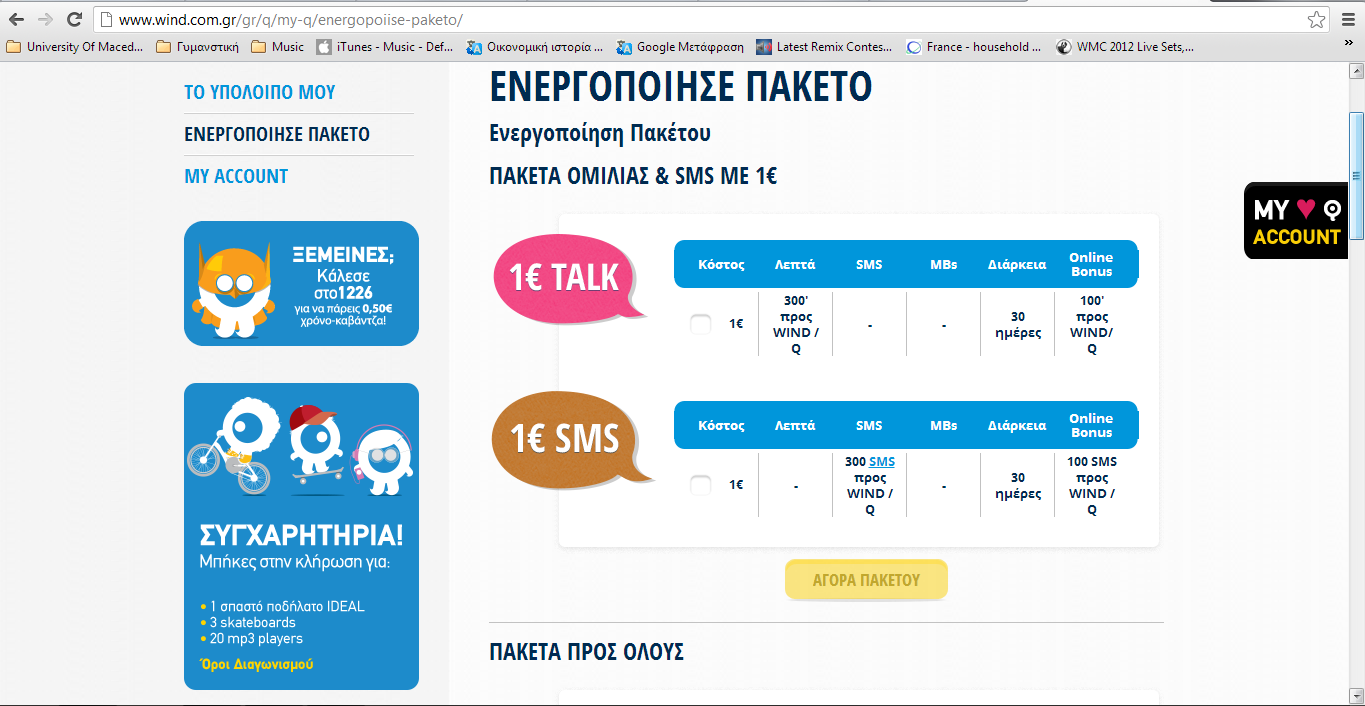 www.wind.com.gr/gr/q/my-q/energopoiise-paketo/
University Of Maced... Γυμαντική Music iTunes - Music - Def... Οικονομική ιστορία ... Google Μετάφραση Latest Remix Contes... France - household ... WMC 2012 Live Sets,... »
ΤΟ ΥΠΟΛΟΙΠΟ ΜΟΥ
ΕΝΕΡΓΟΠΟΙΗΣΕ ΠΑΚΕΤΟ
MY ACCOUNT
ΞΕΜΕΙΝΕΣ;
Κάλεσε
στο1226
για να πάρεις 0,50€
χρόνο-καβάντζα!
ΣΥΓΧΑΡΗΤΗΡΙΑ!
Μπήκες στην κλήρωση για:
• 1 σπαστό ποδήλατο IDEAL
• 3 skateboards
• 20 mp3 players
Όροι Διαγωνισμού
ΕΝΕΡΓΟΠΟΙΗΣΕ ΠΑΚΕΤΟ
Ενεργοποίηση Πακέτου
ΠΑΚΕΤΑ ΟΜΙΛΙΑΣ & SMS ΜΕ 1€
1€ TALK
Κόστος Λεπτά SMS MBs Διάρκεια Online Bonus
1€ 300' προς WIND / Q - - 30 ημέρες 100' προς WIND/ Q
1€ SMS
Κόστος Λεπτά SMS MBs Διάρκεια Online Bonus
1€ - 300 SMS προς WIND / Q - 30 ημέρες 100 SMS προς WIND / Q
ΑΓΟΡΑ ΠΑΚΕΤΟΥ
ΠΑΚΕΤΑ ΠΡΟΣ ΟΛΟΥΣ
MY Q
ACCOUNT